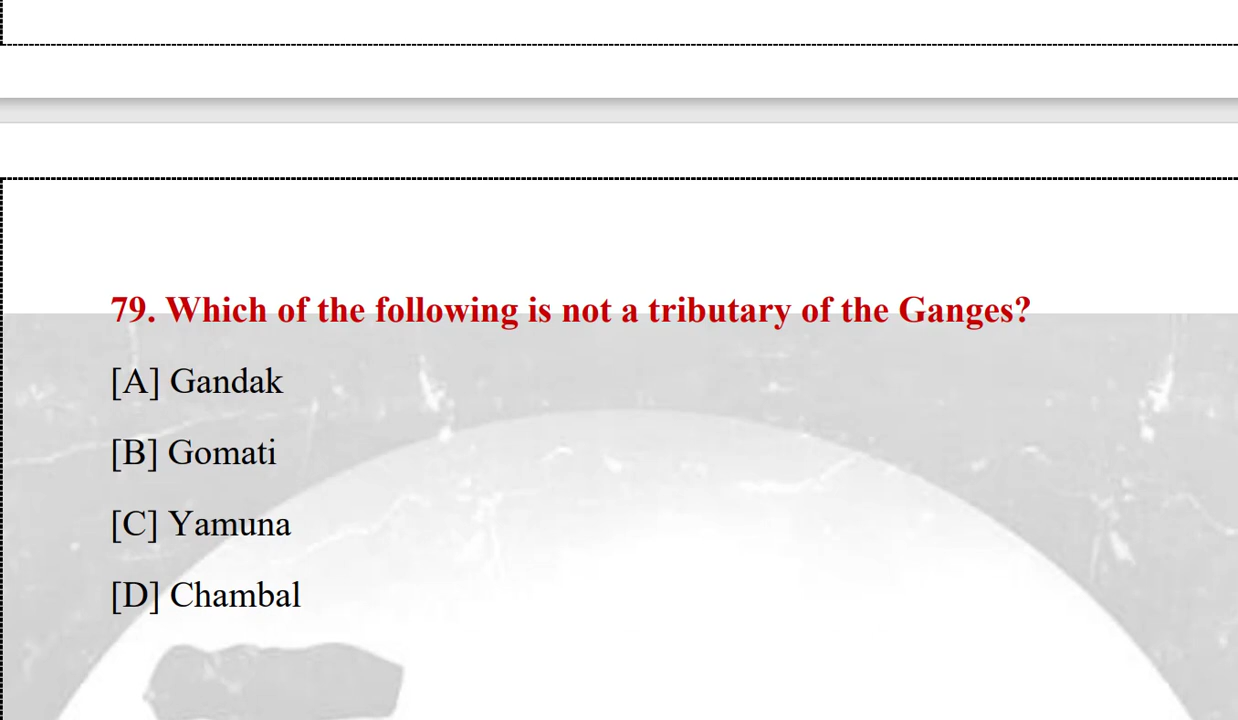 79. Which of the following is not a tributary of the Ganges?
[A] Gandak
[B] Gomati
[C] Yamuna
[D] Chambal